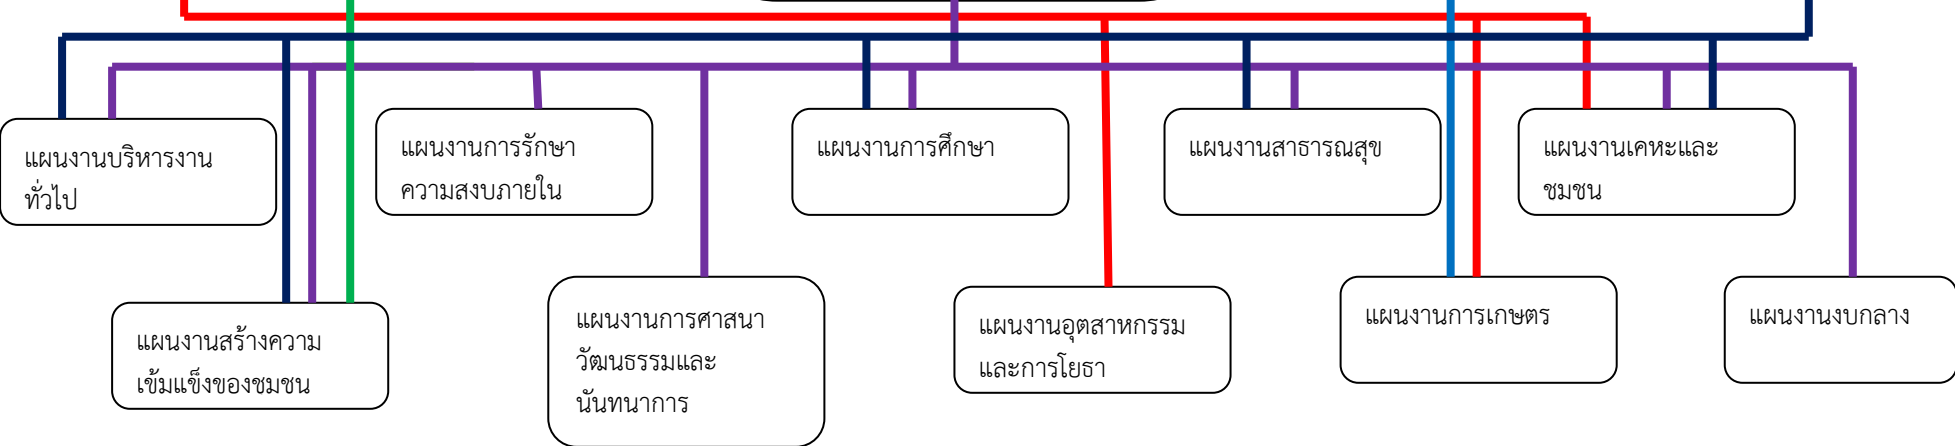 แผนงานบริหารงาน
ทั่วไป
แผนงานการรักษา
ความสงบภายใน
แผนงานการศึกษา
แผนงานสาธารณสุข
แผนงานเคหะและ
ชมชน
แผนงานสร้างความ
เข้มแข็งของชมชน
แผนงานการศาสนา
วัฒนธรรมและ
นันทนาการ
แผนงานอุตสาหกรรม
และการโยธา
แผนงานการเกษตร
แผนงานงบกลาง